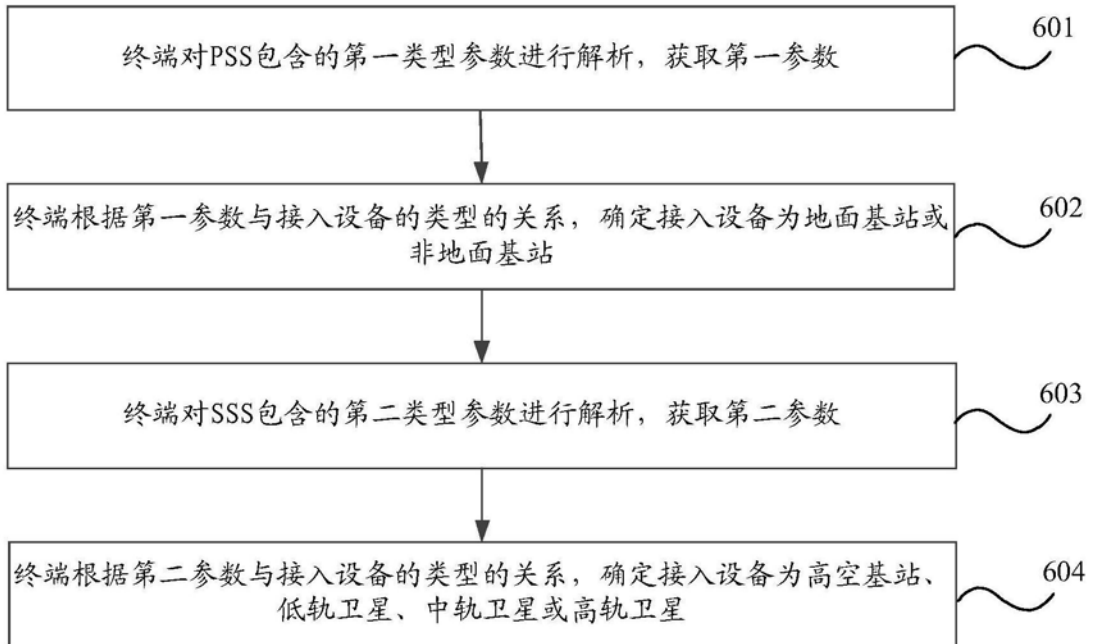 终端对PSS包含的第一类型参数进行解析，获取第一参数
601
终端根据第一参数与接入设备的类型的关系，确定接入设备为地面基站或
非地面基站
602
终端对SSS包含的第二类型参数进行解析，获取第二参数
603
终端根据第二参数与接入设备的类型的关系，确定接入设备为高空基站、
低轨卫星、中轨卫星或高轨卫星
604